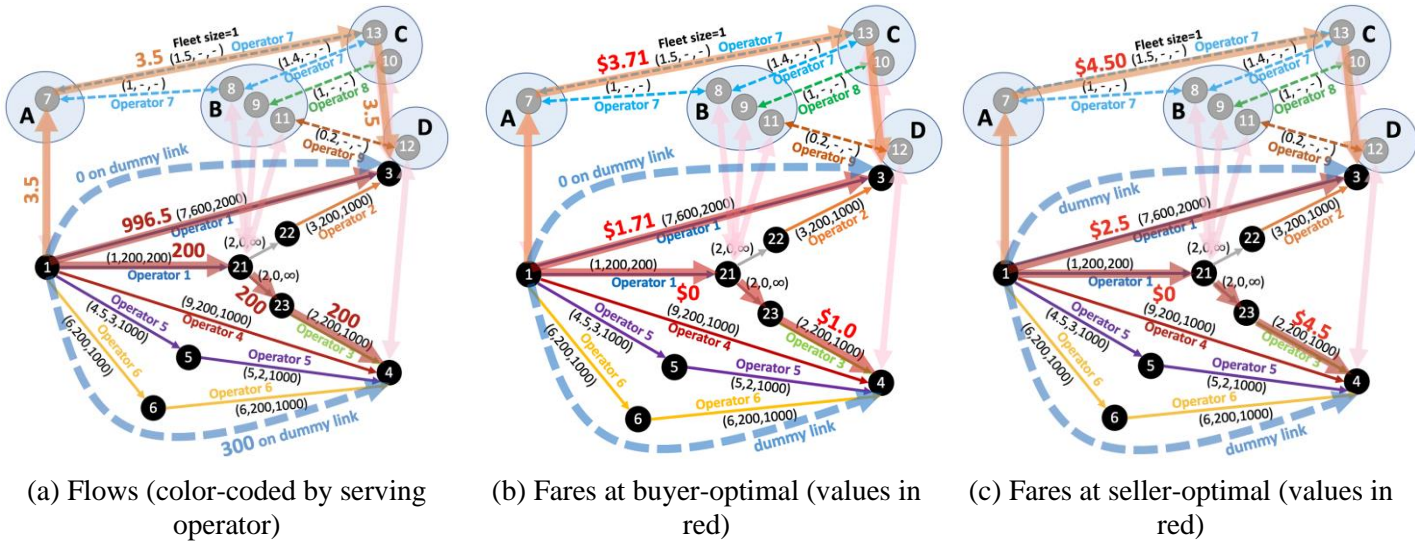 Fleet size=1
3.5 (1.5, -, -) Operator 7
13
C
(1.4, -, -)
Operator 7
10
7
(1, -, -)
8
(1, -, -)
Operator 8
3.5
A
Operator 7
9
B
11
D
(0.2, -, -)
Operator 9
12
0 on dummy link
3.5
3
996.5 (7,600,2000)
Operator 1
22
(3,200,1000)
Operator 2
(2,0,∞)
(1,200,200) 200
1
Operator 1
21
(2,0,∞)
200
23
200
(2,200,1000)
Operator 3
(9,200,1000)
Operator 4
Operator 5
(4.5,3,1000)
5
Operator 5
(5,2,1000)
4
(6,200,1000)
Operator 6
6
Operator 6
(6,200,1000)
300 on dummy link
(a) Flows (color-coded by serving
operator)
Fleet size=1
$3.71 (1.5, -, -) Operator 7
13
C
(1.4, -, -)
Operator 7
10
7
(1, -, -)
8
(1, -, -)
Operator 8
A
Operator 7
9
B
11
D
(0.2, -, -)
Operator 9
12
0 on dummy link
3
$1.71 (7,600,2000)
Operator 1
22
(3,200,1000)
Operator 2
(2,0,∞)
(1,200,200)
1
Operator 1
21
(2,0,∞)
$0
23
$1.0
(2,200,1000)
Operator 3
(9,200,1000)
Operator 4
Operator 5
(4.5,3,1000)
5
Operator 5
(5,2,1000)
4
(6,200,1000)
Operator 6
6
Operator 6
(6,200,1000)
dummy link
(b) Fares at buyer-optimal (values in
red)
Fleet size=1
$4.50 (1.5, -, -) Operator 7
13
C
(1.4, -, -)
Operator 7
10
7
(1, -, -)
8
(1, -, -)
Operator 8
A
Operator 7
9
B
11
D
(0.2, -, -)
Operator 9
12
dummy link
3
$2.5 (7,600,2000)
Operator 1
22
(3,200,1000)
Operator 2
(2,0,∞)
(1,200,200)
1
Operator 1
21
(2,0,∞)
$0
23
$4.5
(2,200,1000)
Operator 3
(9,200,1000)
Operator 4
Operator 5
(4.5,3,1000)
5
Operator 5
(5,2,1000)
4
(6,200,1000)
Operator 6
6
Operator 6
(6,200,1000)
dummy link
(c) Fares at seller-optimal (values in
red)